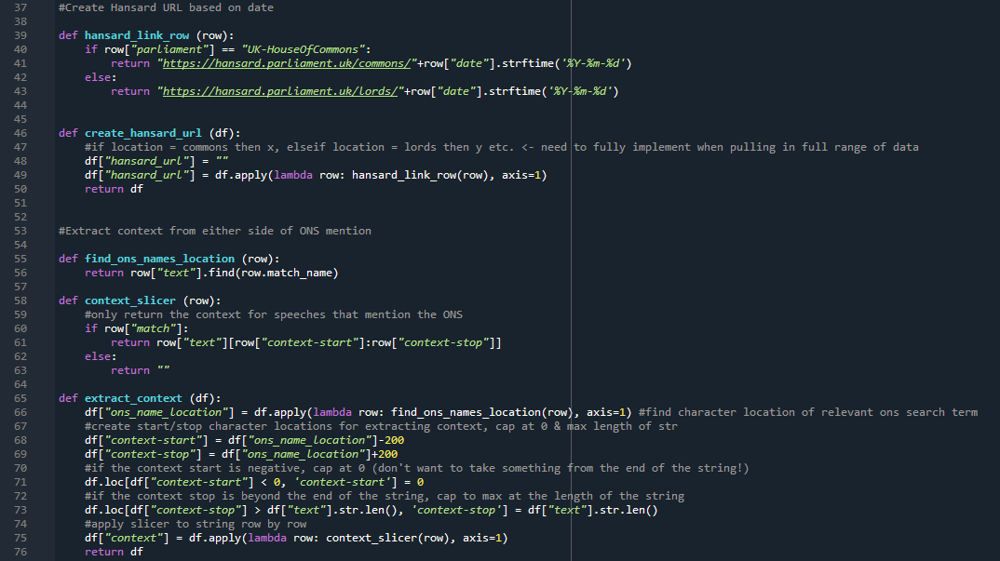 37 #Create Hansard URL based on date
38
39 def hansard_link_row (row):
40 if row["parliament"] == "UK-HouseOfCommons":
41 return "https://hansard.parliament.uk/commons/"+row["date"].strftime('%Y-%m-%d')
42 else:
43 return "https://hansard.parliament.uk/lords/"+row["date"].strftime('%Y-%m-%d')
44
45
46 def create_hansard_url (df):
47 #if location = commons then x, elseif location = lords then y etc. <- need to fully implement when pulling in full range of data
48 df["hansard_url"] = ""
49 df["hansard_url"] = df.apply(lambda row: hansard_link_row(row), axis=1)
50 return df
51
52
53 #Extract context from either side of ONS mention
54
55 def find_ons_names_location (row):
56 return row["text"].find(row.match_name)
57
58 def context_slicer (row):
59 #only return the context for speeches that mention the ONS
60 if row["match"]:
61 return row["text"][row["context-start"]:row["context-stop"]]
62 else:
63 return ""
64
65 def extract_context (df):
66 df["ons_name_location"] = df.apply(lambda row: find_ons_names_location(row), axis=1) #find character location of relevant ons search term
67 #create start/stop character locations for extracting context, cap at 0 & max length of str
68 df["context-start"] = df["ons_name_location"]-200
69 df["context-stop"] = df["ons_name_location"]+200
70 #if the context start is negative, cap at 0 (don't want to take something from the end of the string!)
71 df.loc[df["context-start"] < 0, 'context-start'] = 0
72 #if the context stop is beyond the end of the string, cap to max at the length of the string
73 df.loc[df["context-stop"] > df["text"].str.len(), 'context-stop'] = df["text"].str.len()
74 #apply slicer to string row by row
75 df["context"] = df.apply(lambda row: context_slicer(row), axis=1)
76 return df